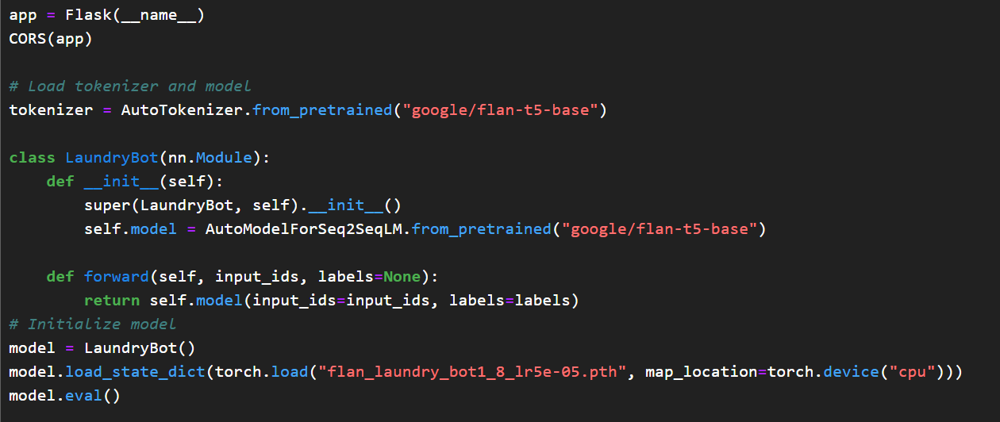 app = Flask(__name__)
CORS(app)
# Load tokenizer and model
tokenizer = AutoTokenizer.from_pretrained("google/flan-t5-base")
class LaundryBot(nn.Module):
    def __init__(self):
        super(LaundryBot, self).__init__()
        self.model = AutoModelForSeq2SeqLM.from_pretrained("google/flan-t5-base")
    def forward(self, input_ids, labels=None):
        return self.model(input_ids=input_ids, labels=labels)
# Initialize model
model = LaundryBot()
model.load_state_dict(torch.load("flan_laundry_bot1_8_lr5e-05.pth", map_location=torch.device("cpu")))
model.eval()